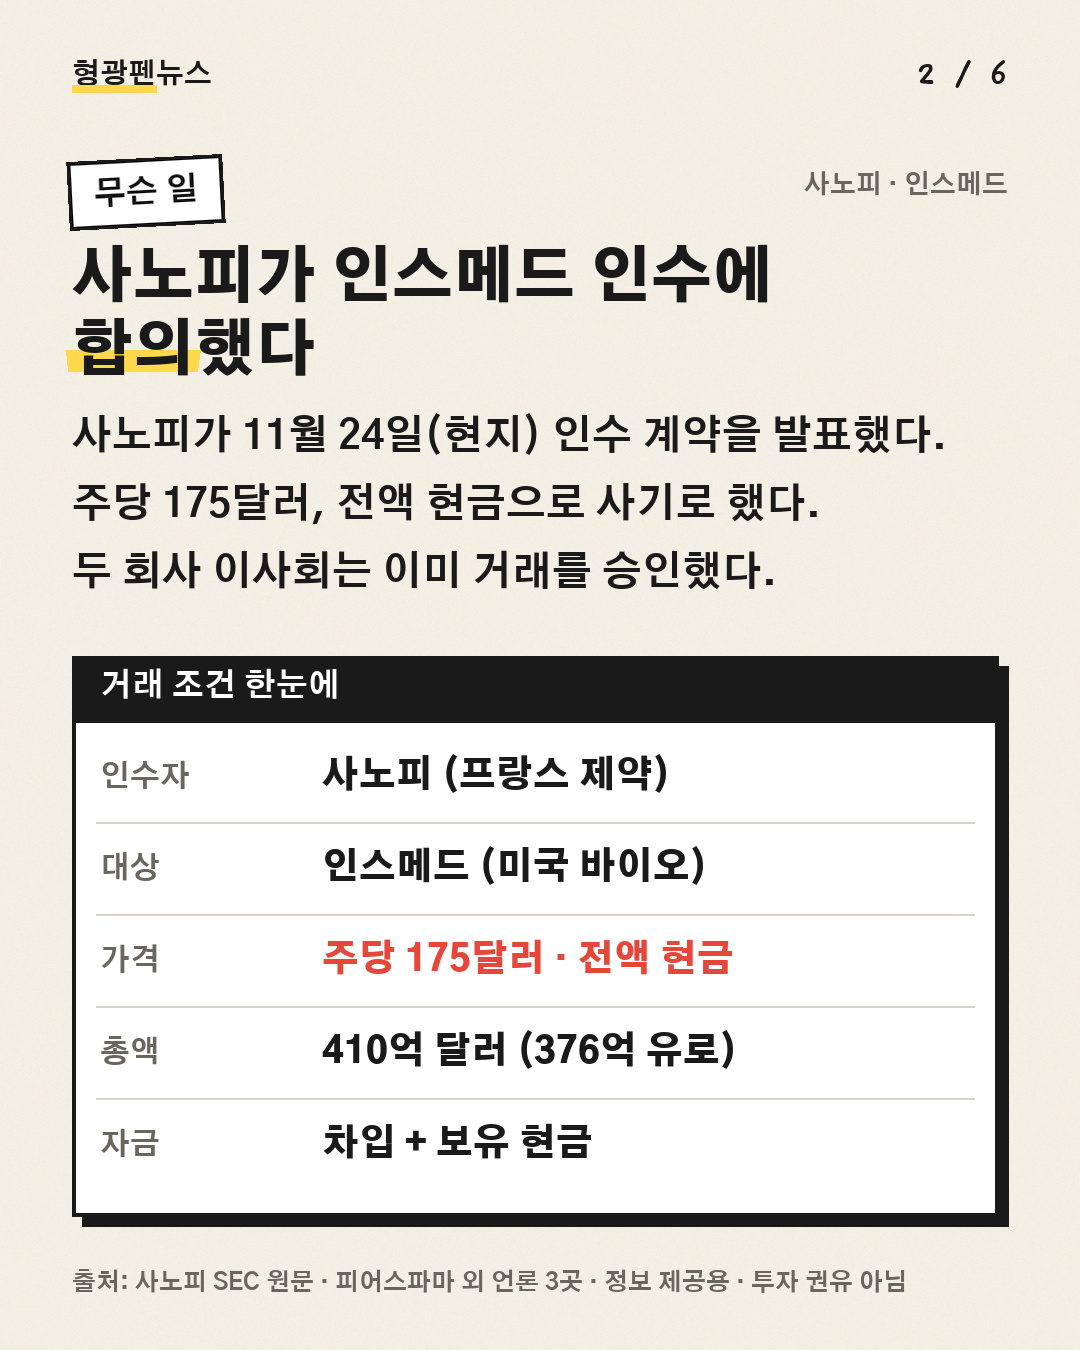 형광펜뉴스
2 / 6
무슨 일
사노피 · 인스메드
사노피가 인스메드 인수에
합의했다
사노피가 11월 24일(현지) 인수 계약을 발표했다.
주당 175달러, 전액 현금으로 사기로 했다.
두 회사 이사회는 이미 거래를 승인했다.
거래 조건 한눈에
인수자 사노피 (프랑스 제약)
대상 인스메드 (미국 바이오)
가격 주당 175달러 · 전액 현금
총액 410억 달러 (376억 유로)
자금 차입 + 보유 현금
출처: 사노피 SEC 원문 · 피어스파마 외 언론 3곳 · 정보 제공용 · 투자 권유 아님